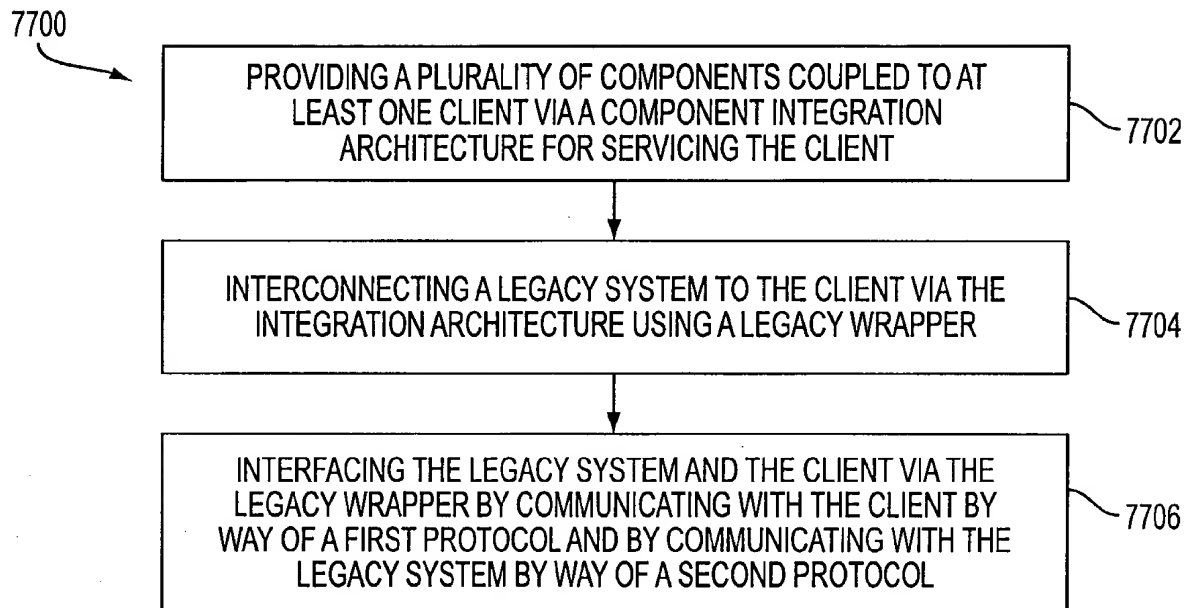 7700
PROVIDING A PLURALITY OF COMPONENTS COUPLED TO AT
LEAST ONE CLIENT VIA A COMPONENT INTEGRATION
ARCHITECTURE FOR SERVICING THE CLIENT
7702
INTERCONNECTING A LEGACY SYSTEM TO THE CLIENT VIA THE
INTEGRATION ARCHITECTURE USING A LEGACY WRAPPER
7704
INTERFACING THE LEGACY SYSTEM AND THE CLIENT VIA THE
LEGACY WRAPPER BY COMMUNICATING WITH THE CLIENT BY
WAY OF A FIRST PROTOCOL AND BY COMMUNICATING WITH THE
LEGACY SYSTEM BY WAY OF A SECOND PROTOCOL
7706